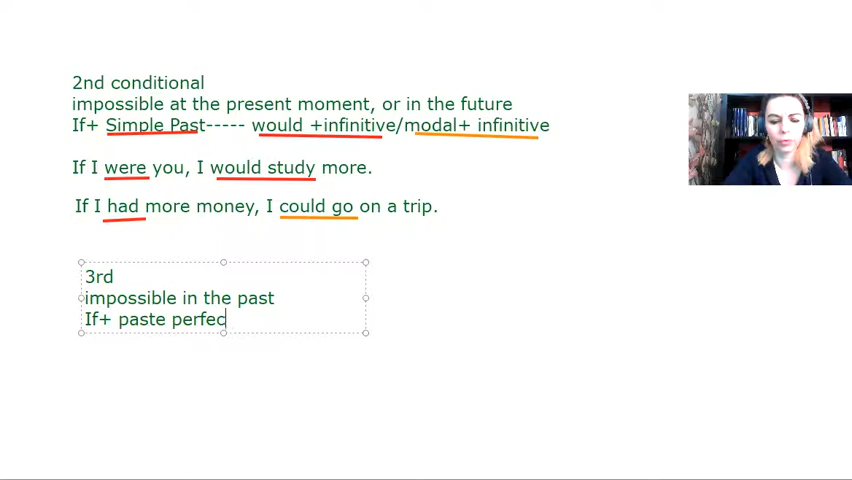 2nd conditional
impossible at the present moment, or in the future
If+ Simple Past----- would +infinitive/modal+ infinitive
If I were you, I would study more.
If I had more money, I could go on a trip.
3rd
impossible in the past
If+ paste perfec